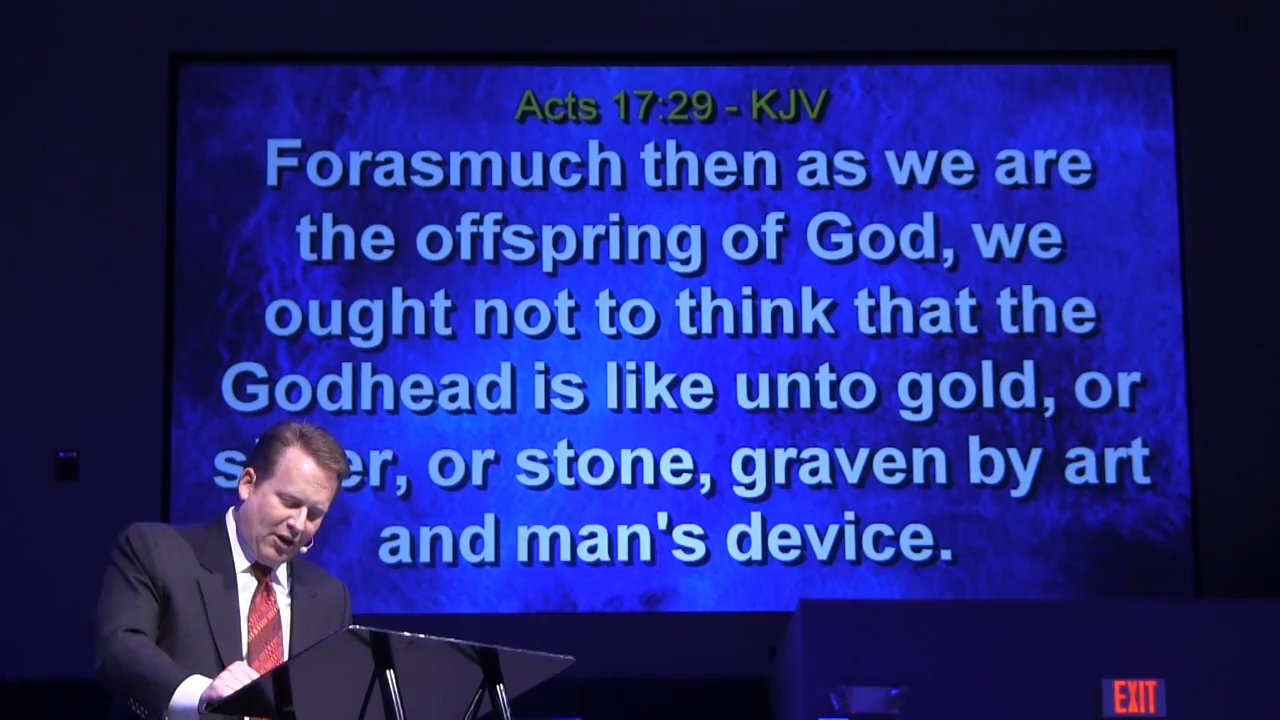 Acts 17:29 - KJV
Forasmuch then as we are
the offspring of God, we
ought not to think that the
Godhead is like unto gold, or
or stone, graven by art
and man's device.
EXIT